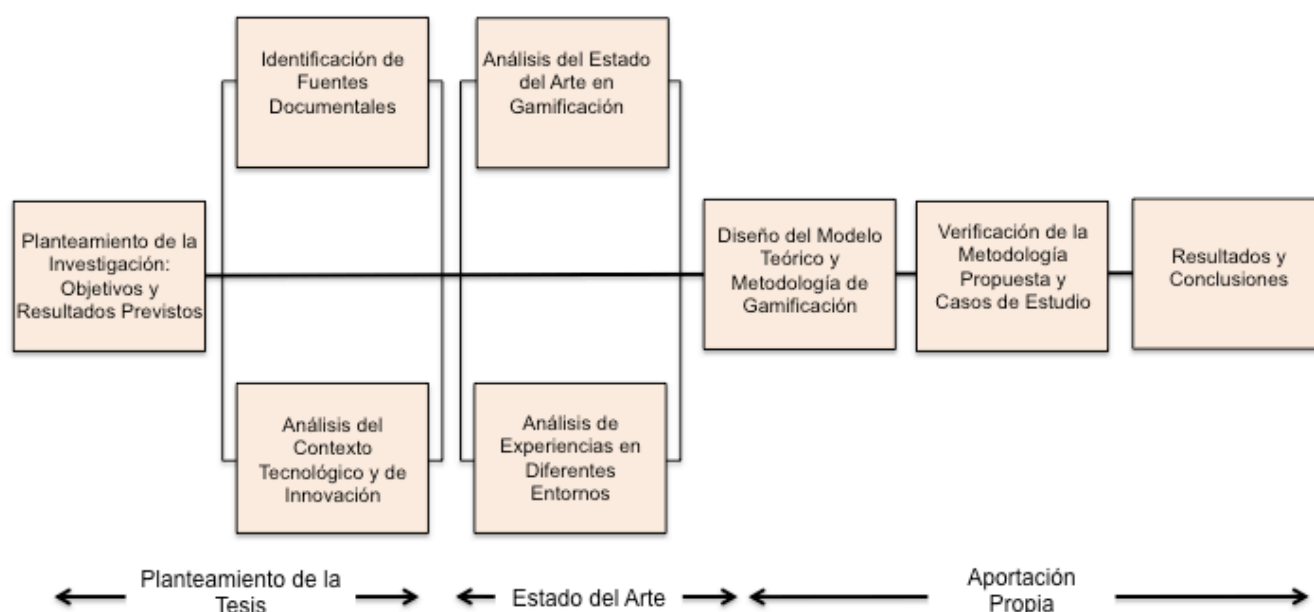 Identificación de
Fuentes
Documentales
Análisis del Estado
del Arte en
Gamificación
Planteamiento de la
Investigación:
Objetivos y
Resultados Previstos
Diseño del Modelo
Teórico y
Metodología de
Gamificación
Verificación de la
Metodología
Propuesta y
Casos de Estudio
Resultados y
Conclusiones
Análisis del
Contexto
Tecnológico y de
Innovación
Análisis de
Experiencias en
Diferentes
Entornos
Planteamiento de la
Tesis
Estado del Arte
Aportación
Propia